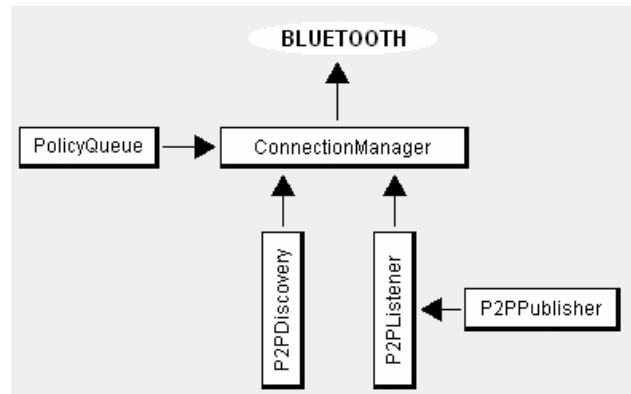 BLUETOOTH
PolicyQueue
ConnectionManager
P2PDiscovery
P2PListener
P2PPublisher